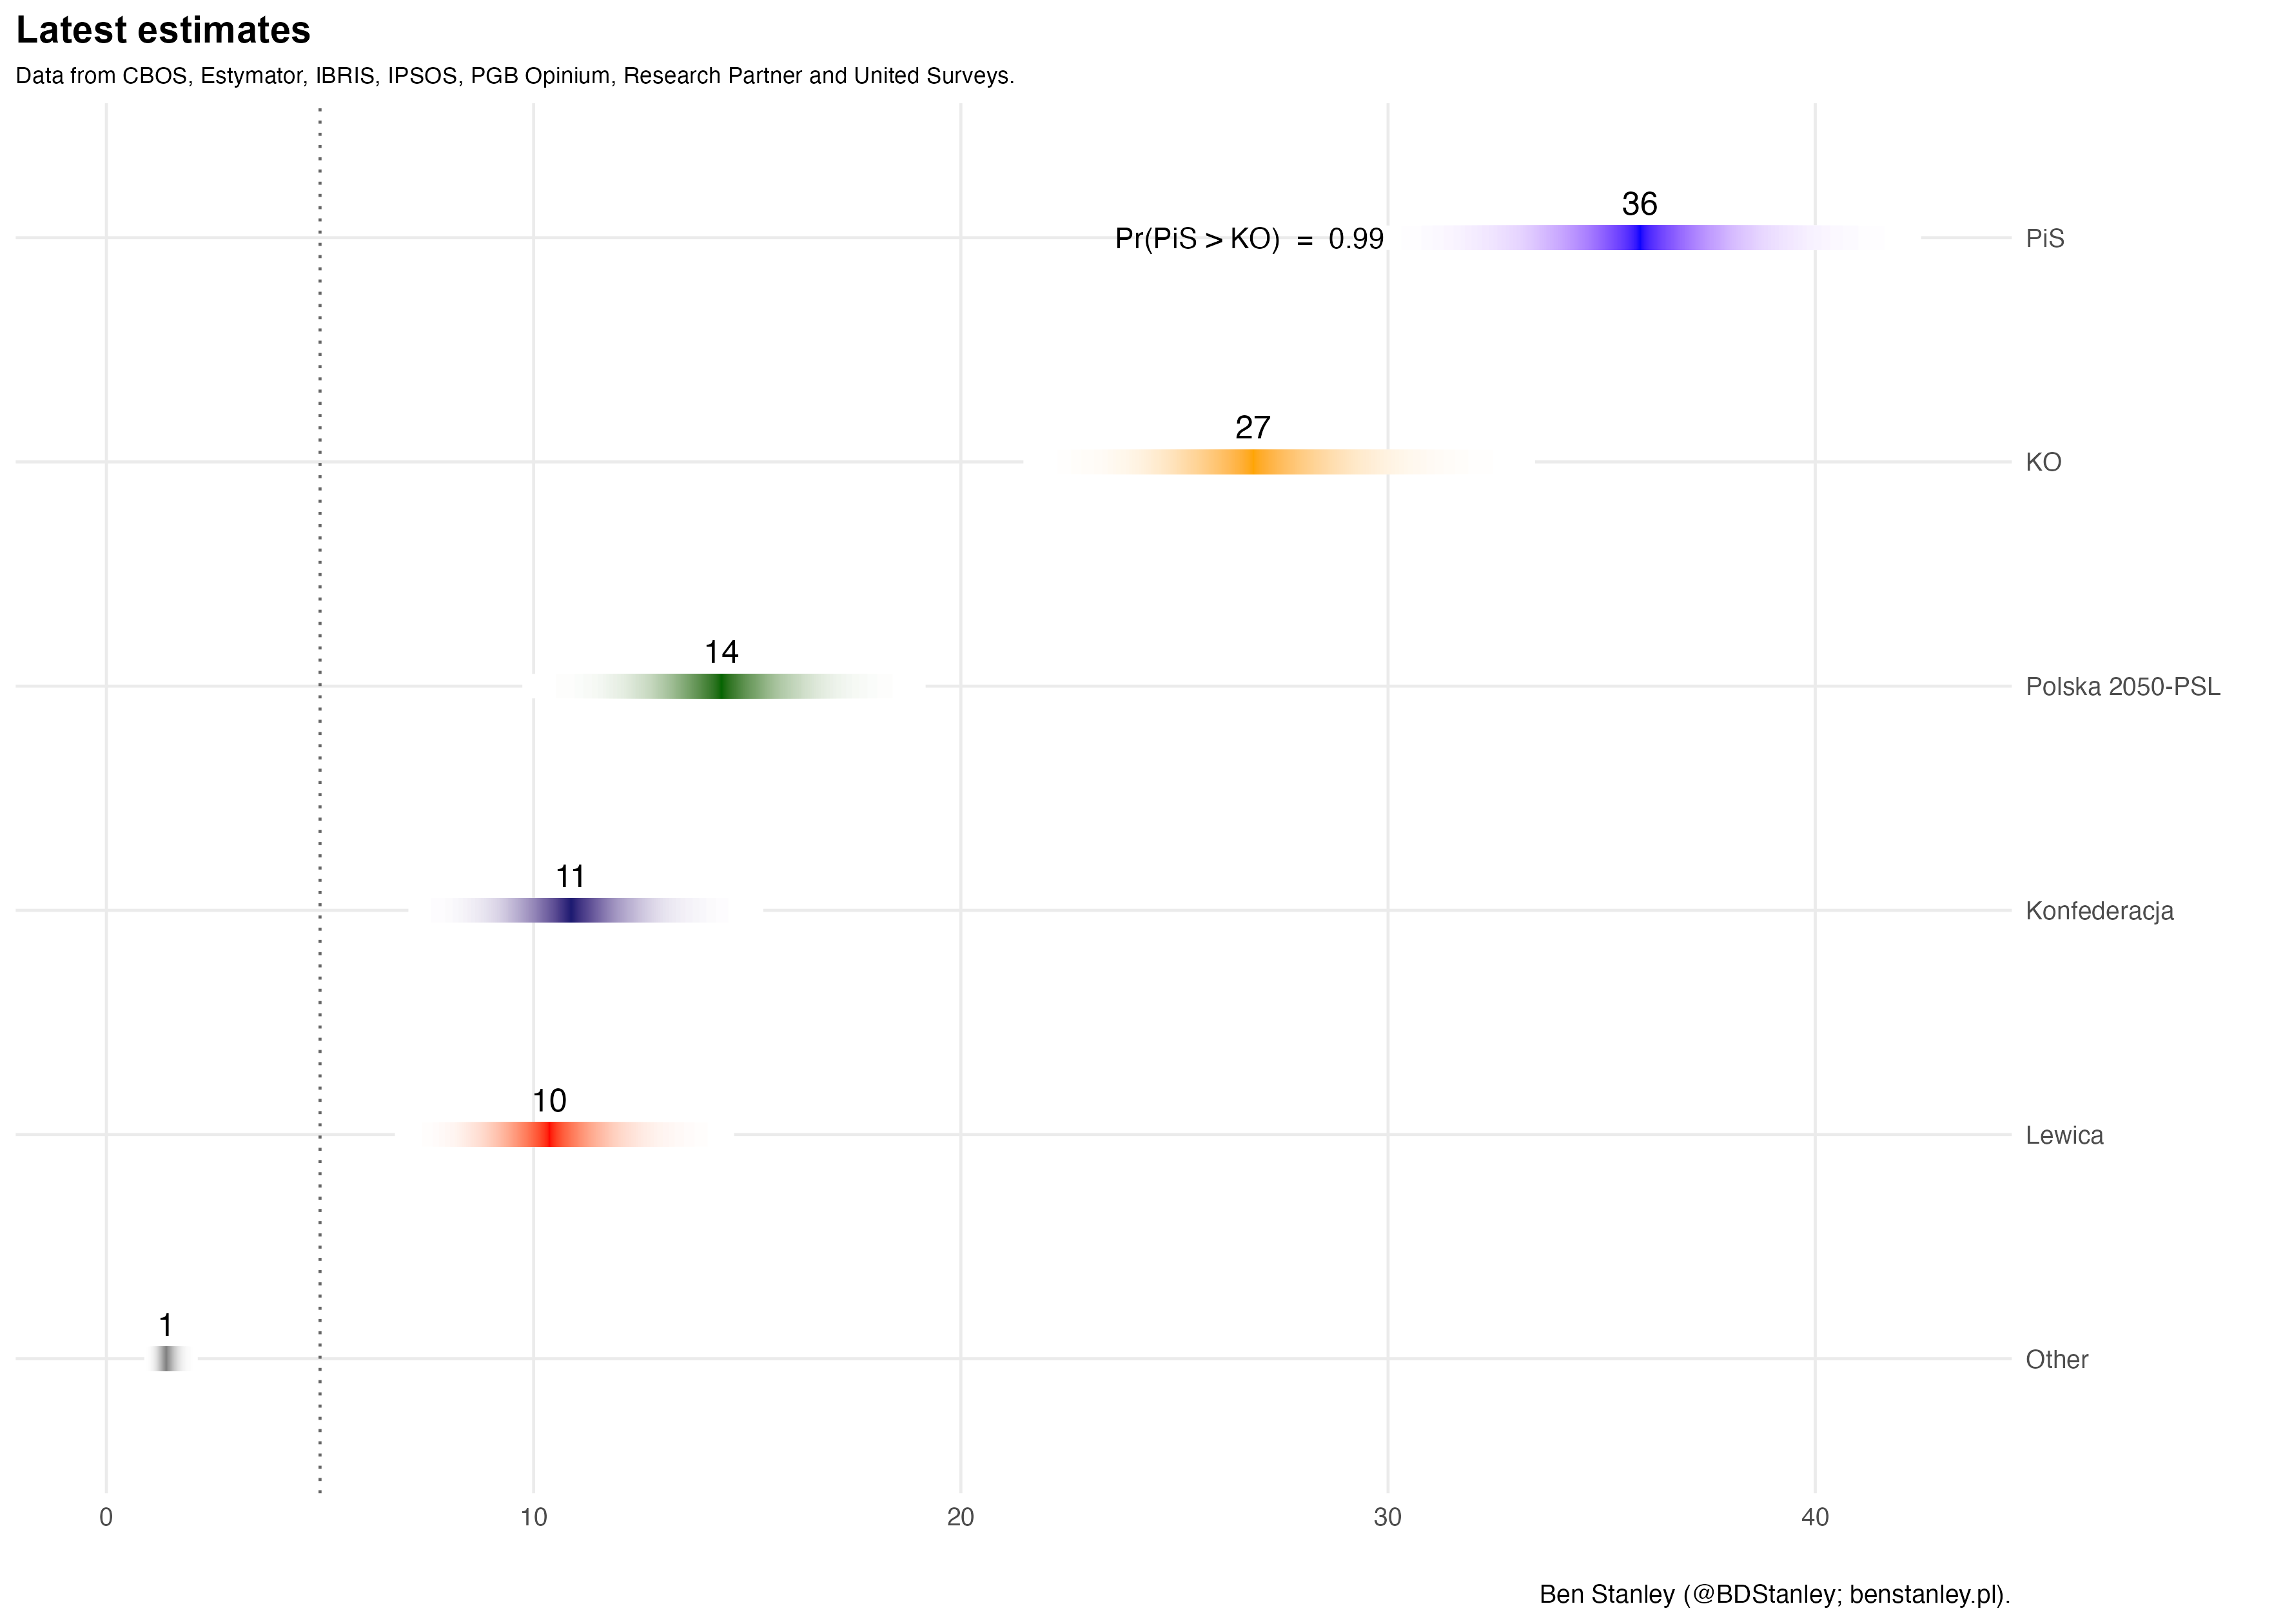 Latest estimates
Data from CBOS, Estymator, IBRIS, IPSOS, PGB Opinium, Research Partner and United Surveys.
36
Pr(PiS > KO) = 0.99
PiS
27
KO
14
Polska 2050-PSL
11
Konfederacja
10
Lewica
1
Other
0 10 20 30 40
Ben Stanley (@BDStanley; benstanley.pl).